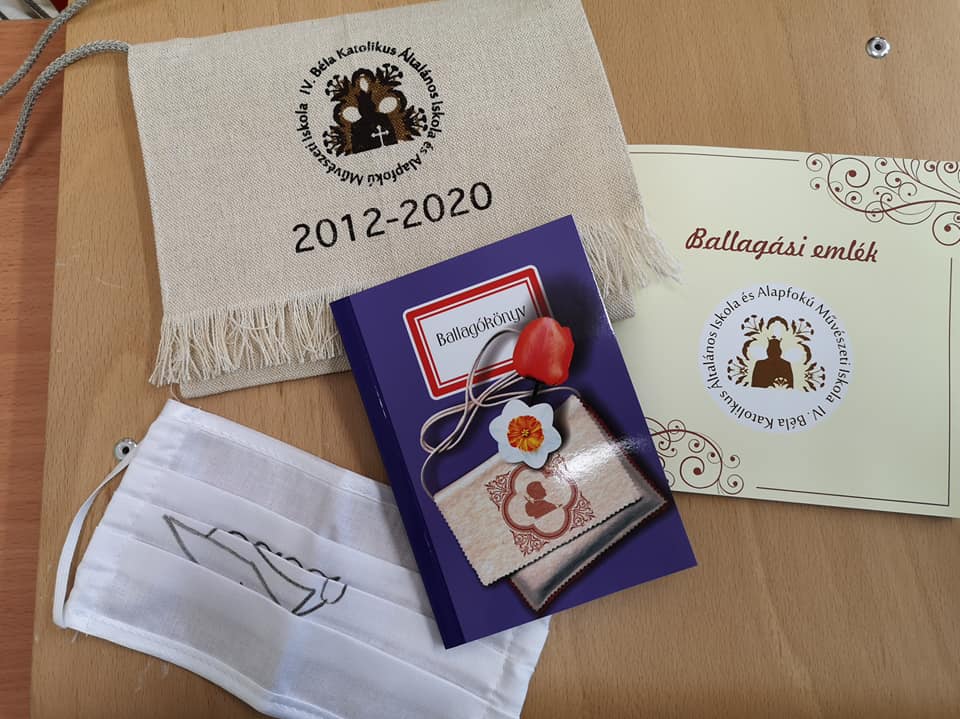 IV. Béla Katolikus Általános Iskola és Alapfokú Művészeti Iskola
2012-2020
Ballagókönyv
Ballagási emlék
IV. Béla Katolikus Általános Iskola és Alapfokú Művészeti Iskola